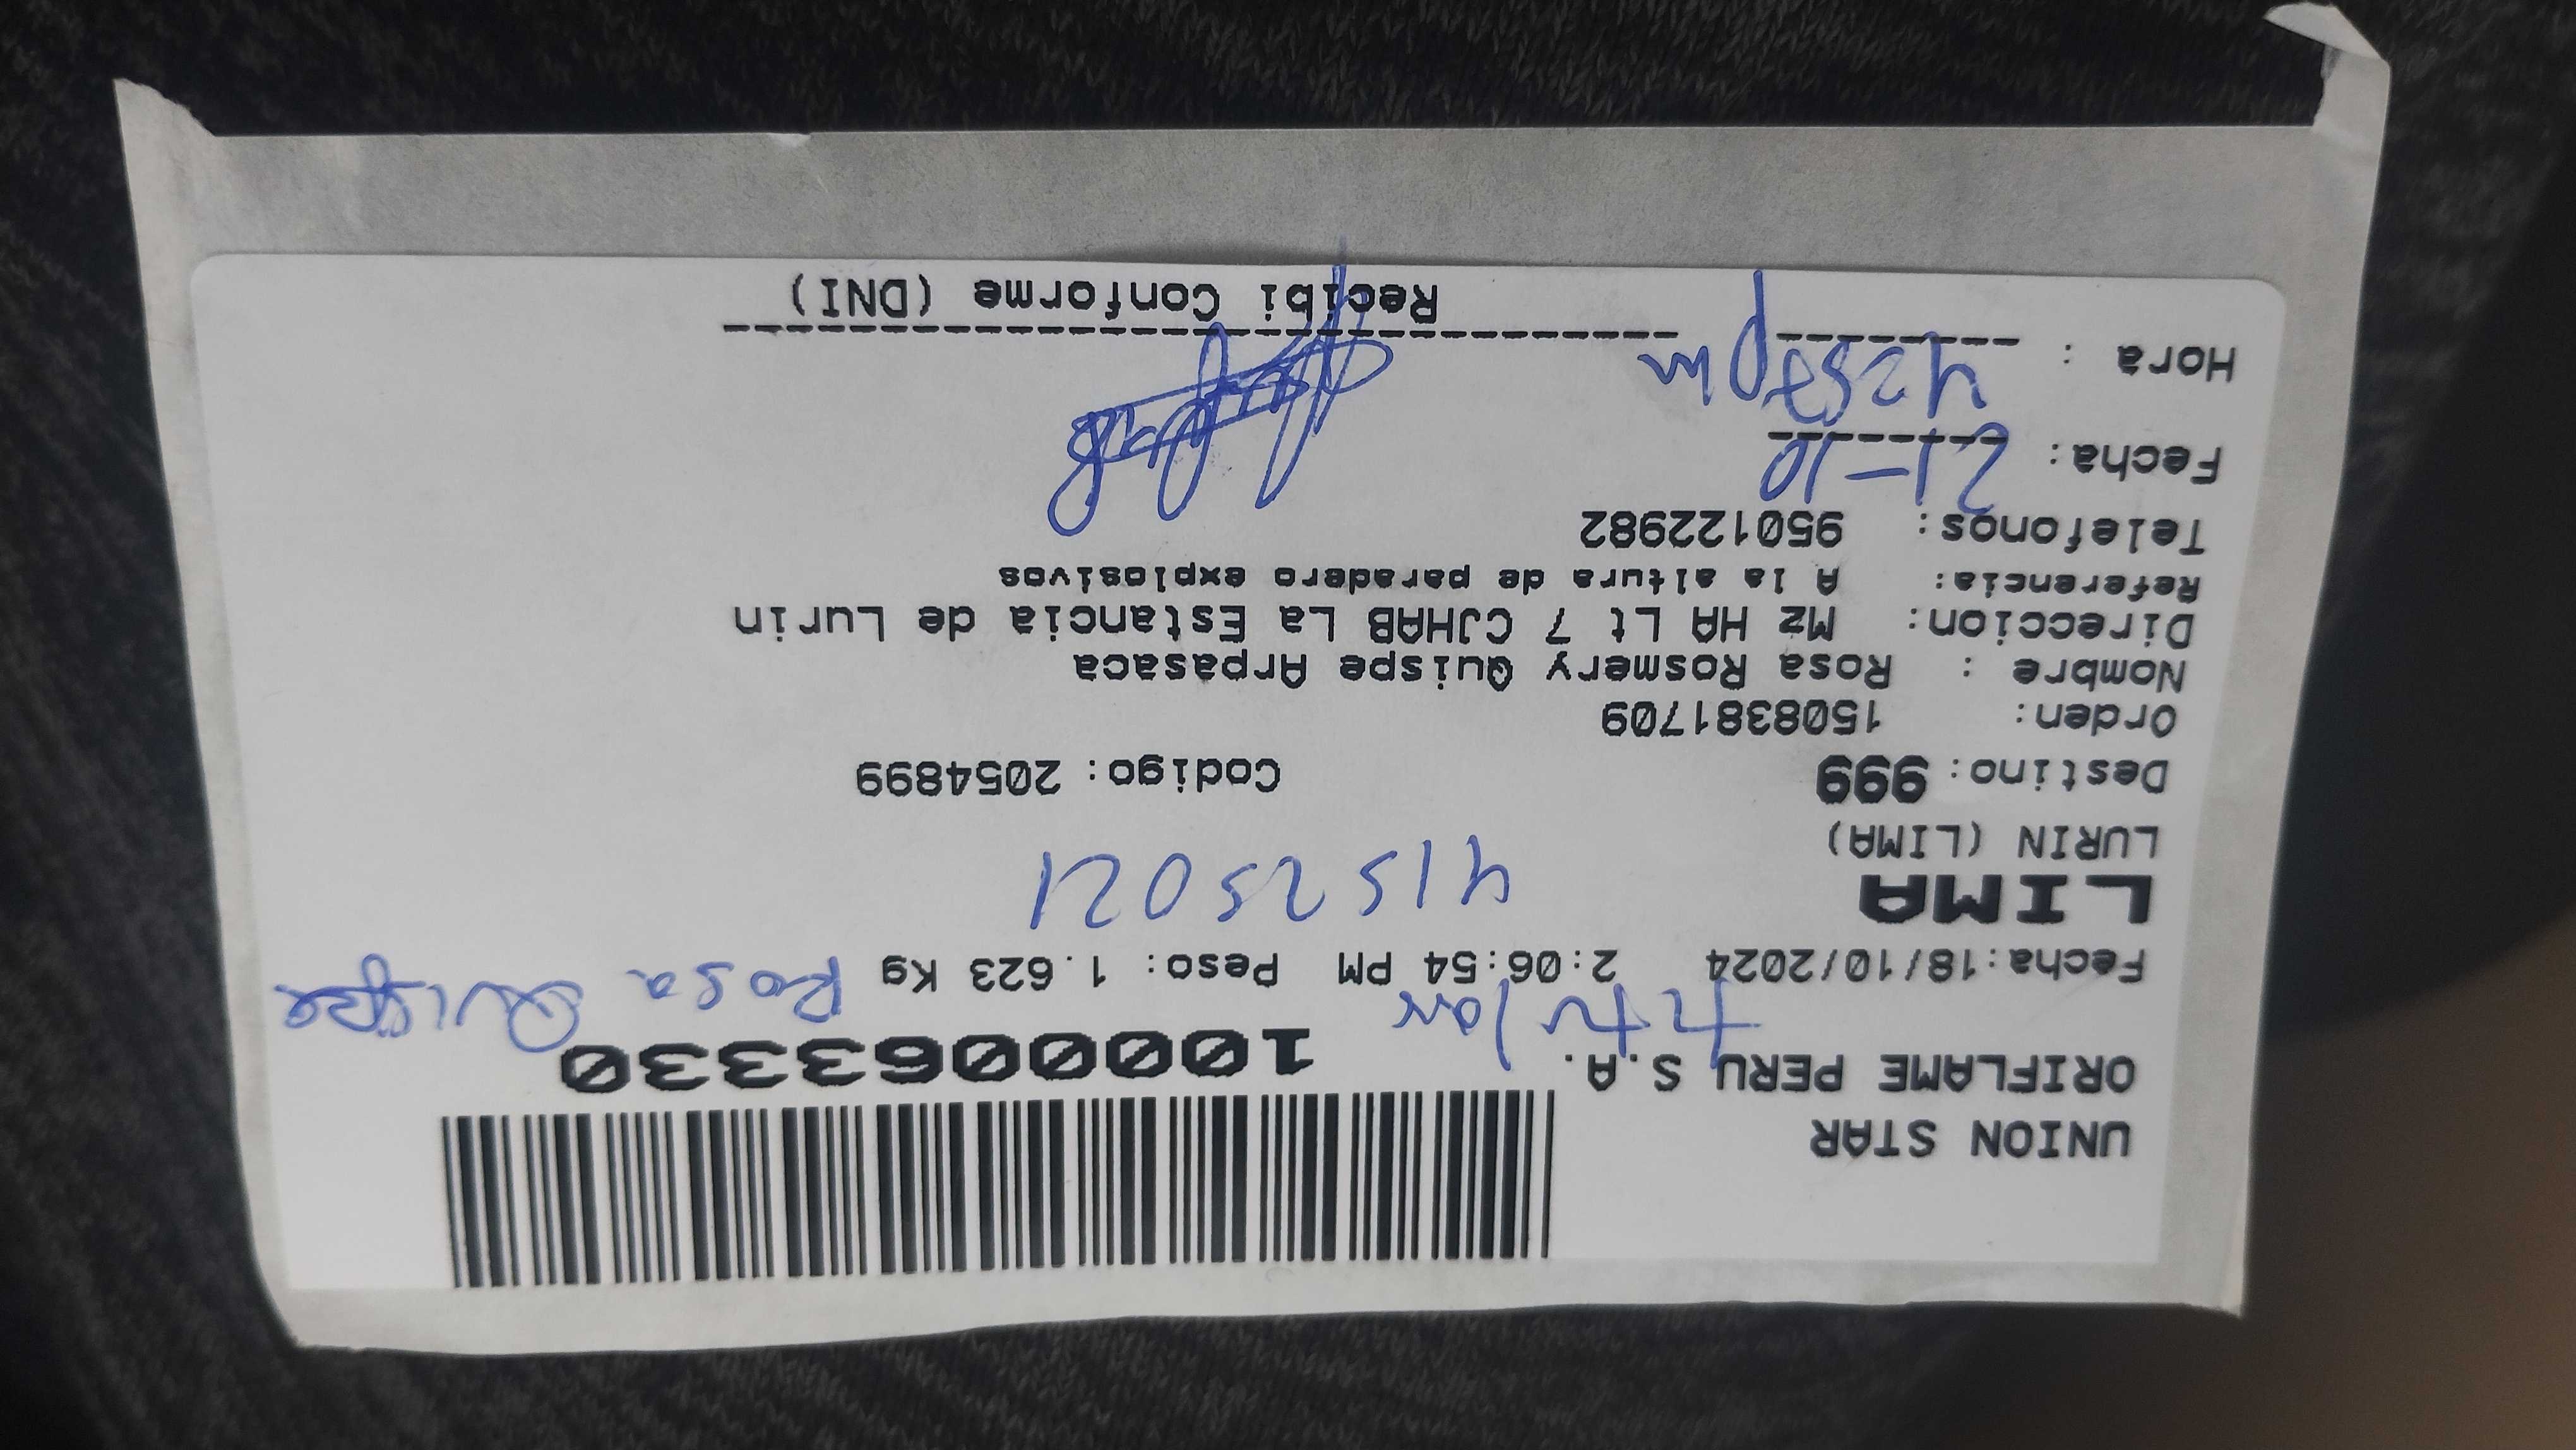 UNION STAR
ORIFLAME PERU S.A.
1000063330
titular Rosa Quispe
Fecha:18/10/2024 2:06:54 PM Peso: 1.623 Kg
LIMA
41525021
LURIN (LIMA)
Destino: 999 Codigo: 2054899
Orden: 1508381709
Nombre : Rosa Rosmery Quispe Arpasaca
Direccion: Mz HA Lt 7 CJHAB La Estancia de Lurin
Referencia: A la altura de paradero explosivos
Telefonos: 950122982
Fecha: 21-10
Hora : 4257pm
Recibi Conforme (DNI)